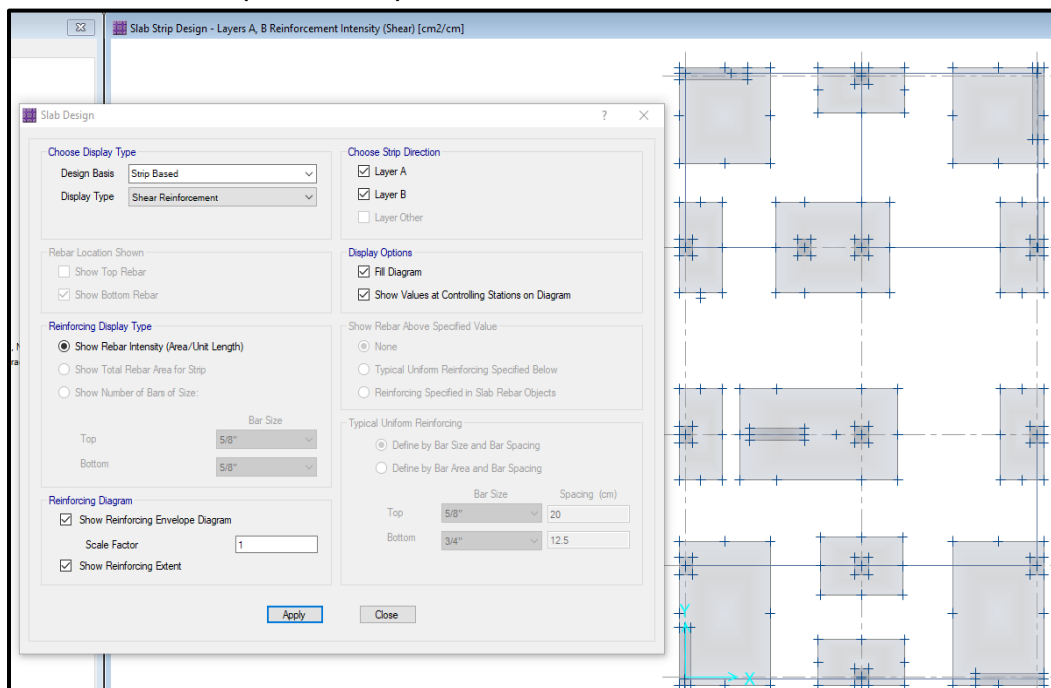 Slab Strip Design - Layers A, B Reinforcement Intensity (Shear) [cm2/cm]
Slab Design
Choose Display Type
Design Basis Strip Based
Display Type Shear Reinforcement
Choose Strip Direction
Layer A
Layer B
Layer Other
Rebar Location Shown
Show Top Rebar
Show Bottom Rebar
Display Options
Fill Diagram
Show Values at Controlling Stations on Diagram
Reinforcing Display Type
Show Rebar Intensity (Area/Unit Length)
Show Total Rebar Area for Strip
Show Number of Bars of Size:
Bar Size
Top 5/8"
Bottom 5/8"
Show Rebar Above Specified Value
None
Typical Uniform Reinforcing Specified Below
Reinforcing Specified in Slab Rebar Objects
Typical Uniform Reinforcing
Define by Bar Size and Bar Spacing
Define by Bar Area and Bar Spacing
Bar Size Spacing (cm)
Top 5/8" 20
Bottom 3/4" 12.5
Reinforcing Diagram
Show Reinforcing Envelope Diagram
Scale Factor 1
Show Reinforcing Extent
Apply Close
Y
X